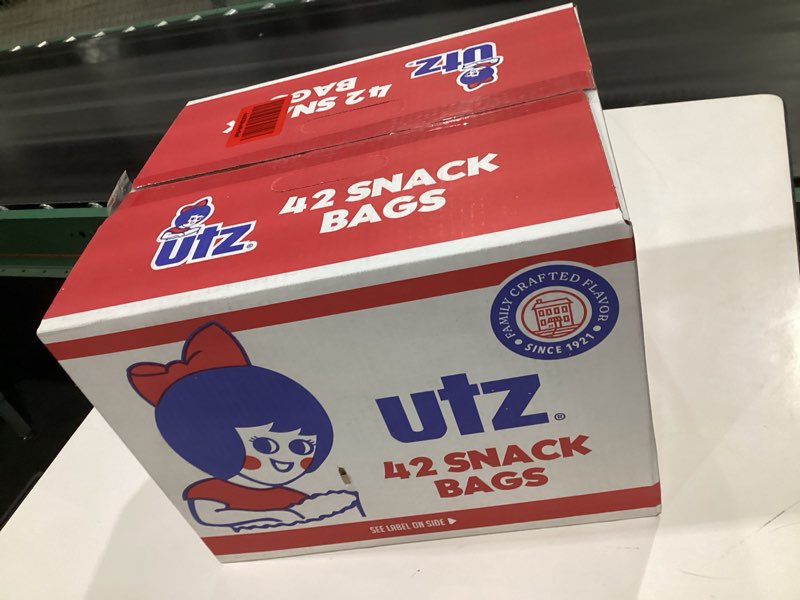 utz
42 SNACK
BAGS
utz.
42 SNACK
BAGS
FAMILY CRAFTED FLAVOR
• SINCE 1921 •
utz®
42 SNACK
BAGS
SEE LABEL ON SIDE ▶